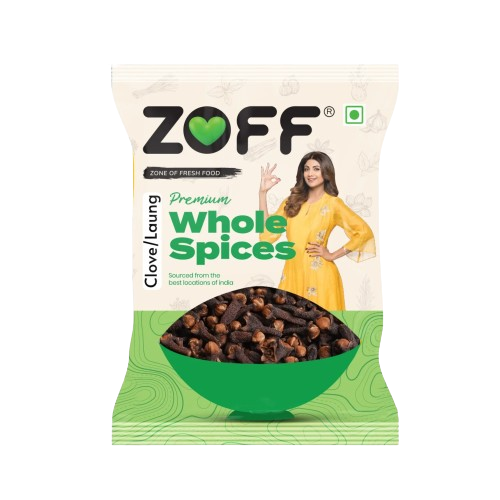 ZOFF®
ZONE OF FRESH FOOD
Premium
Whole
Spices
Clove/Laung
Sourced from the
best locations of india